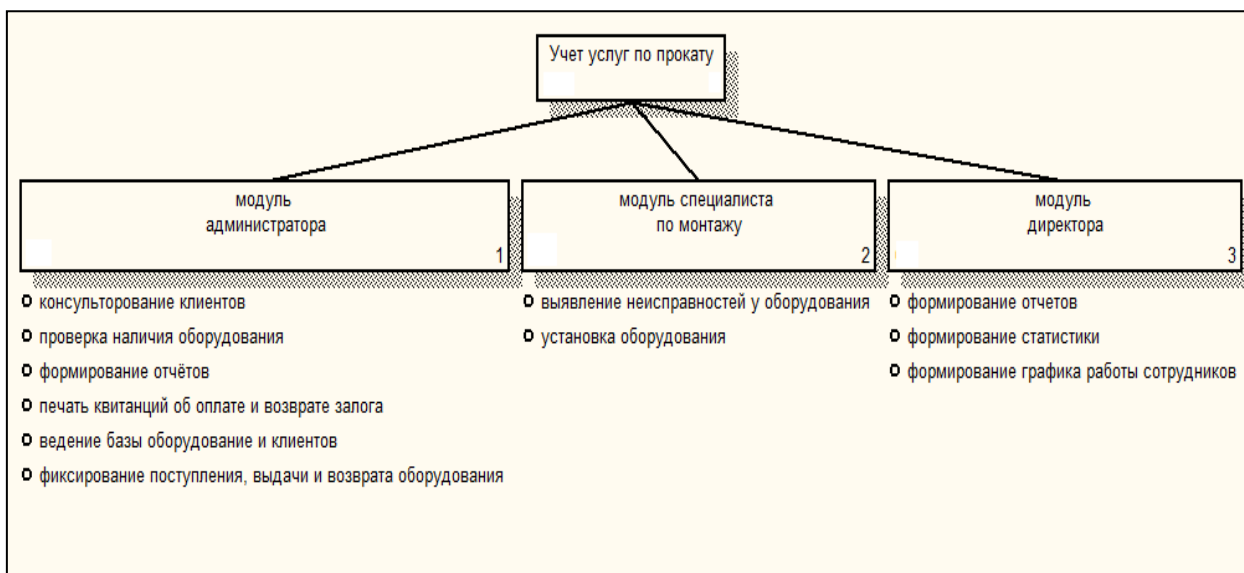 Учет услуг по прокату
модуль
администратора
1
модуль специалиста
по монтажу
2
модуль
директора
3
консульторование клиентов
проверка наличия оборудования
формирование отчётов
печать квитанций об оплате и возврате залога
ведение базы оборудование и клиентов
фиксирование поступления, выдачи и возврата оборудования
выявление неисправностей у оборудования
установка оборудования
формирование отчетов
формирование статистики
формирование графика работы сотрудников